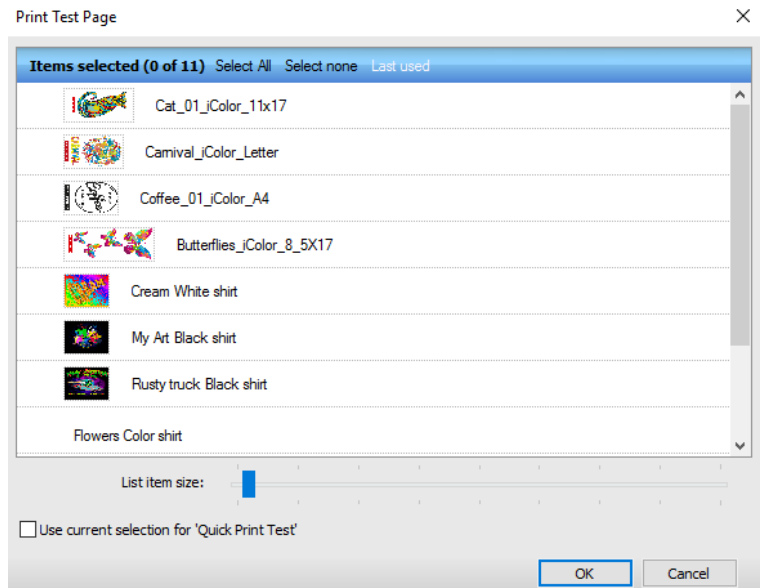 Print Test Page
Items selected (0 of 11) Select All Select none Last used
Cat_01_iColor_11x17
Carnival_iColor_Letter
Coffee_01_iColor_A4
Butterflies_iColor_8_5X17
Cream White shirt
My Art Black shirt
Rusty truck Black shirt
Flowers Color shirt
List item size:
Use current selection for 'Quick Print Test'
OK Cancel